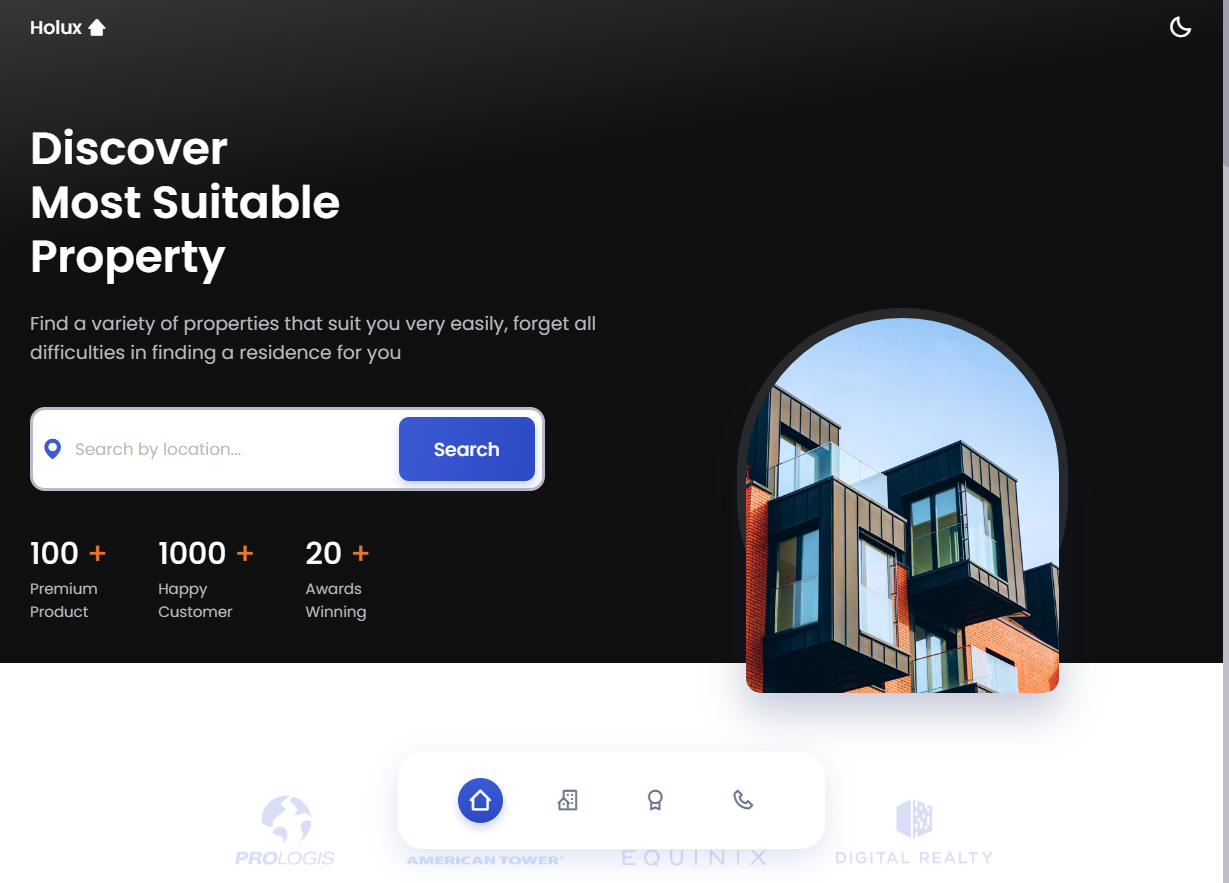 Holux
Discover
Most Suitable
Property
Find a variety of properties that suit you very easily, forget all
difficulties in finding a residence for you
Search by location...
Search
100 +
Premium
Product
1000 +
Happy
Customer
20 +
Awards
Winning
PROLOGIS
AMERICAN TOWER®
EQUINIX
DIGITAL REALTY